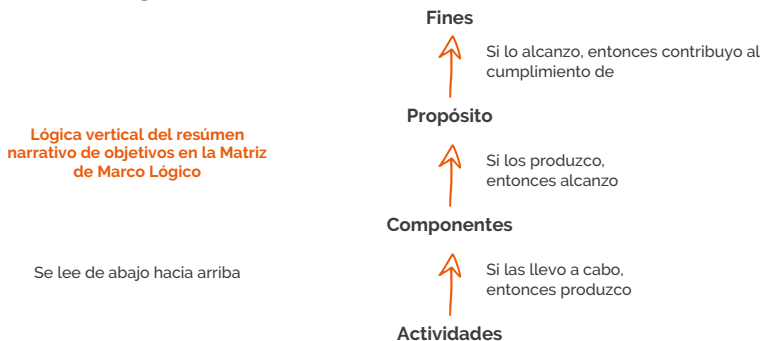 Fines
Si lo alcanzo, entonces contribuyo al
cumplimiento de
Propósito
Lógica vertical del resúmen
narrativo de objetivos en la Matriz
de Marco Lógico
Si los produzco,
entonces alcanzo
Componentes
Se lee de abajo hacia arriba
Si las llevo a cabo,
entonces produzco
Actividades